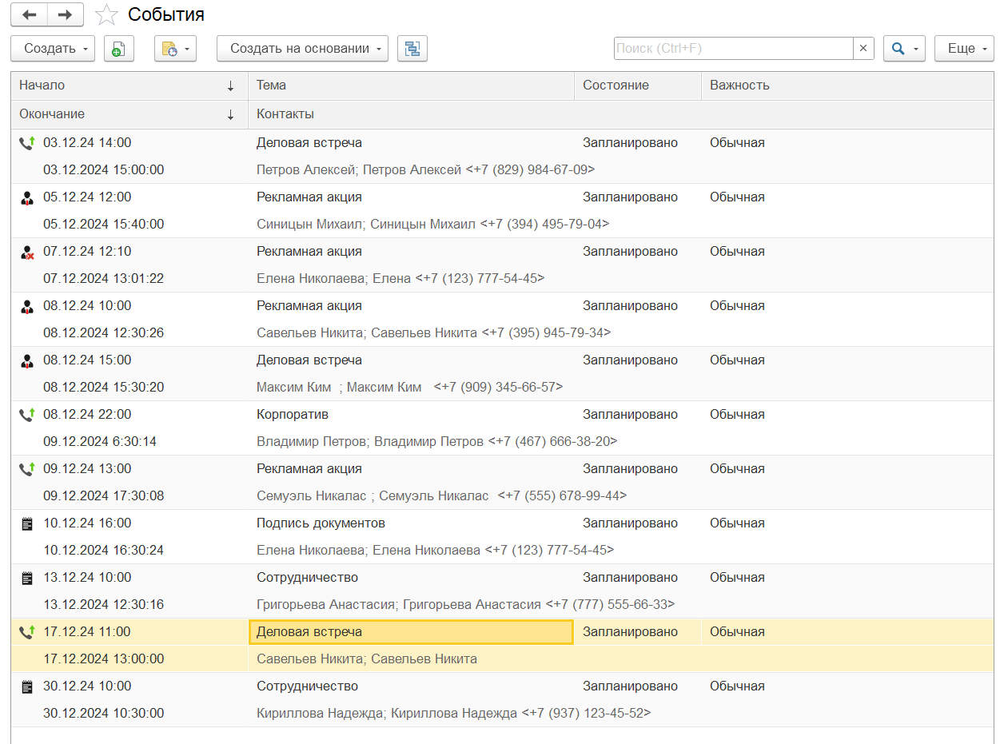 События
Создать Создать на основании Поиск (Ctrl+F) × Еще
Начало ↓ Тема Состояние Важность
Окончание ↓ Контакты
03.12.24 14:00 Деловая встреча Запланировано Обычная
03.12.2024 15:00:00 Петров Алексей; Петров Алексей <+7 (829) 984-67-09>
05.12.24 12:00 Рекламная акция Запланировано Обычная
05.12.2024 15:40:00 Синицын Михаил; Синицын Михаил <+7 (394) 495-79-04>
07.12.24 12:10 Рекламная акция Запланировано Обычная
07.12.2024 13:01:22 Елена Николаева; Елена <+7 (123) 777-54-45>
08.12.24 10:00 Рекламная акция Запланировано Обычная
08.12.2024 12:30:26 Савельев Никита; Савельев Никита <+7 (395) 945-79-34>
08.12.24 15:00 Деловая встреча Запланировано Обычная
08.12.2024 15:30:20 Максим Ким ; Максим Ким <+7 (909) 345-66-57>
08.12.24 22:00 Корпоратив Запланировано Обычная
09.12.2024 6:30:14 Владимир Петров; Владимир Петров <+7 (467) 666-38-20>
09.12.24 13:00 Рекламная акция Запланировано Обычная
09.12.2024 17:30:08 Семуэль Никалас ; Семуэль Никалас <+7 (555) 678-99-44>
10.12.24 16:00 Подпись документов Запланировано Обычная
10.12.2024 16:30:24 Елена Николаева; Елена Николаева <+7 (123) 777-54-45>
13.12.24 10:00 Сотрудничество Запланировано Обычная
13.12.2024 12:30:16 Григорьева Анастасия; Григорьева Анастасия <+7 (777) 555-66-33>
17.12.24 11:00 Деловая встреча Запланировано Обычная
17.12.2024 13:00:00 Савельев Никита; Савельев Никита
30.12.24 10:00 Сотрудничество Запланировано Обычная
30.12.2024 10:30:00 Кириллова Надежда; Кириллова Надежда <+7 (937) 123-45-52>